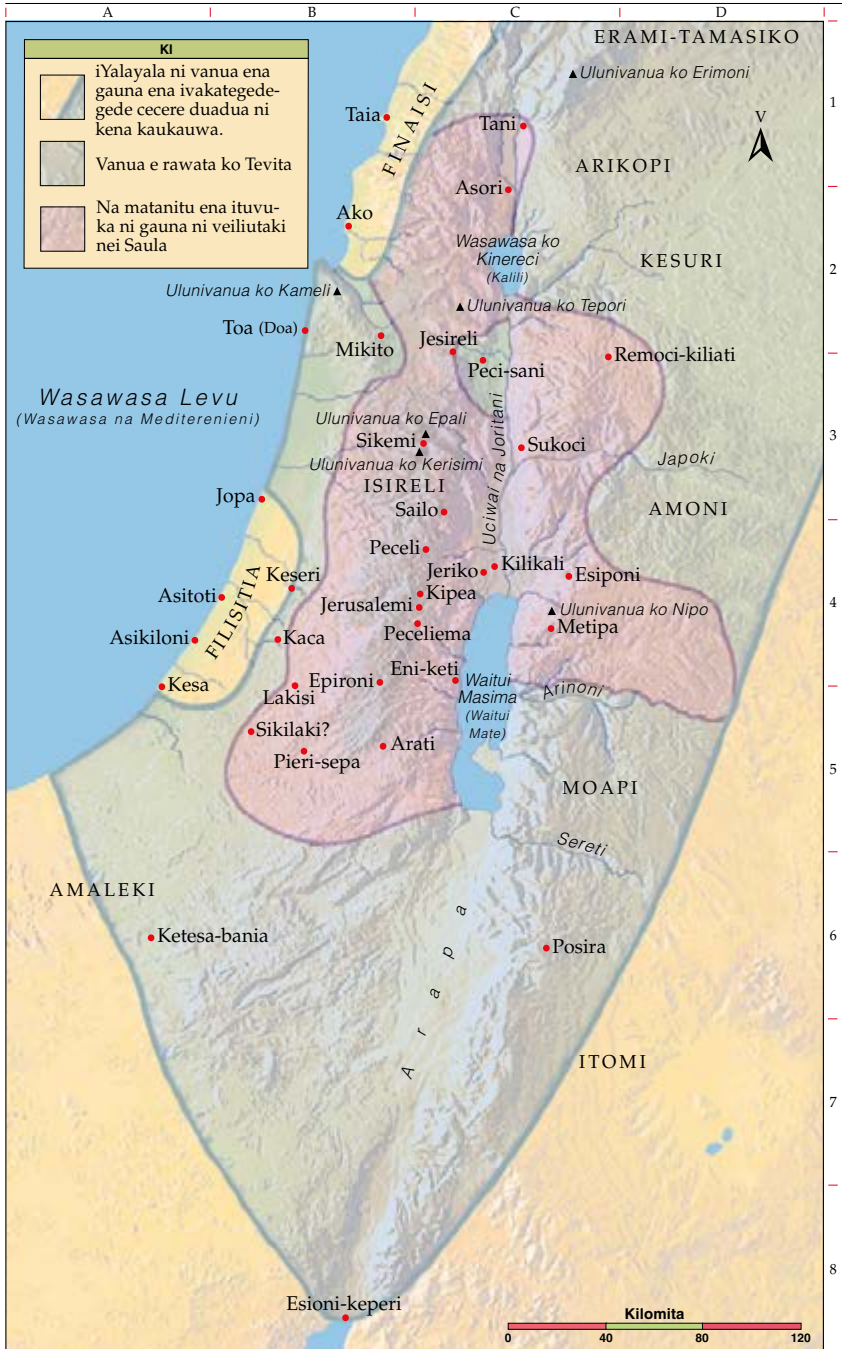 A
B
C
D
KI
iYalayala ni vanua ena
gauna ena ivakategede-
gede cecere duadua ni
kena kaukauwa.
Vanua e rawata ko Tevita
Na matanitu ena ituvu-
ka ni gauna ni veiliutaki
nei Saula
ERAMI-TAMASIKO
Ulunivanua ko Erimoni
1
Taia
FINAISI
Tani
V
ARIKOPI
Asori
Ako
Wasawasa ko
Kinereci
(Kalili)
KESURI
2
Ulunivanua ko Kameli
Ulunivanua ko Tepori
Toa (Doa)
Mikito
Jesireli
Peci-sani
Remoci-kiliati
Wasawasa Levu
(Wasawasa na Mediterenieni)
Ulunivanua ko Epali
Sikemi
Ulunivanua ko Kerisimi
ISIRELI
Uciwai na Joritani
Sukoci
3
Japoki
Jopa
Sailo
AMONI
Peceli
Jeriko
Kilikali
Esiponi
Keseri
Asitoti
FILISITIA
Kipea
Jerusalemi
4
Ulunivanua ko Nipo
Metipa
Asikiloni
Kaca
Peceliema
Eni-keti
Kesa
Lakisi
Epironi
Waitui
Masima
(Waitui
Mate)
Arinoni
Sikilaki?
Pieri-sepa
Arati
5
MOAPI
Sereti
AMALEKI
Ketesa-bania
Arapa
Posira
6
ITOMI
7
8
Esioni-keperi
Kilomita
0 40 80 120